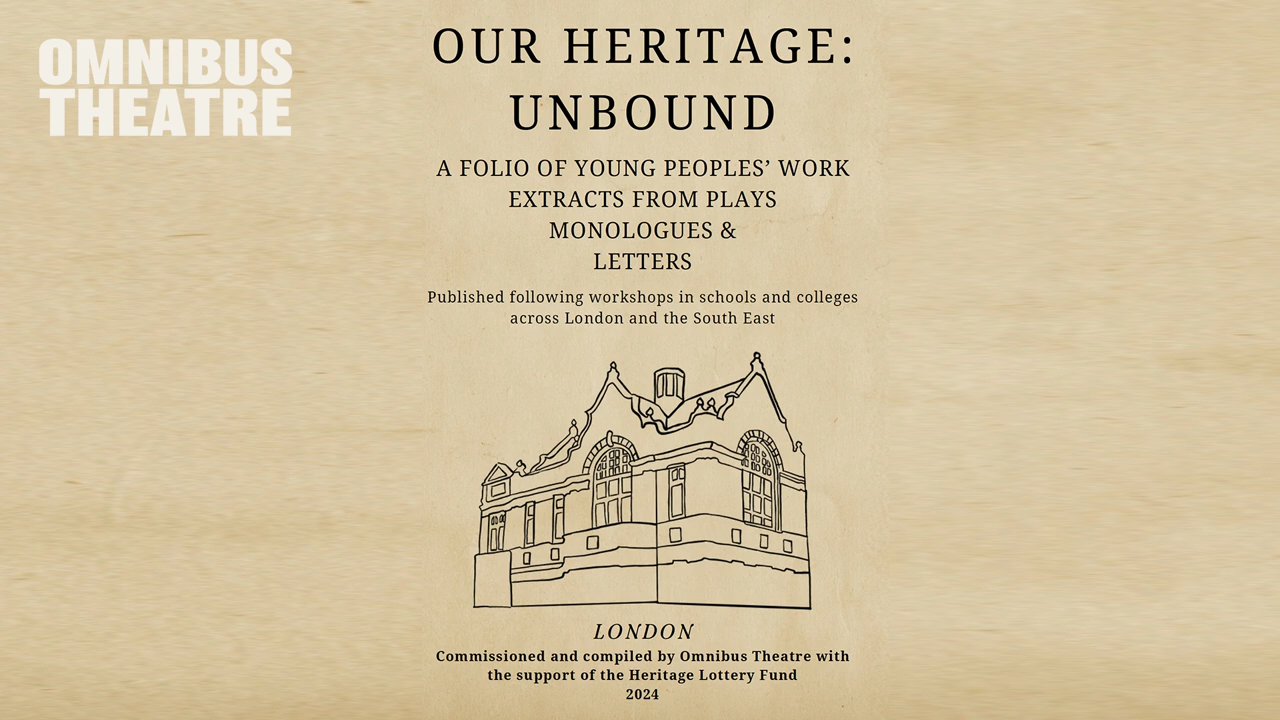 OMNIBUS
THEATRE
OUR HERITAGE:
UNBOUND
A FOLIO OF YOUNG PEOPLES’ WORK
EXTRACTS FROM PLAYS
MONOLOGUES &
LETTERS
Published following workshops in schools and colleges
across London and the South East
LONDON
Commissioned and compiled by Omnibus Theatre with
the support of the Heritage Lottery Fund
2024